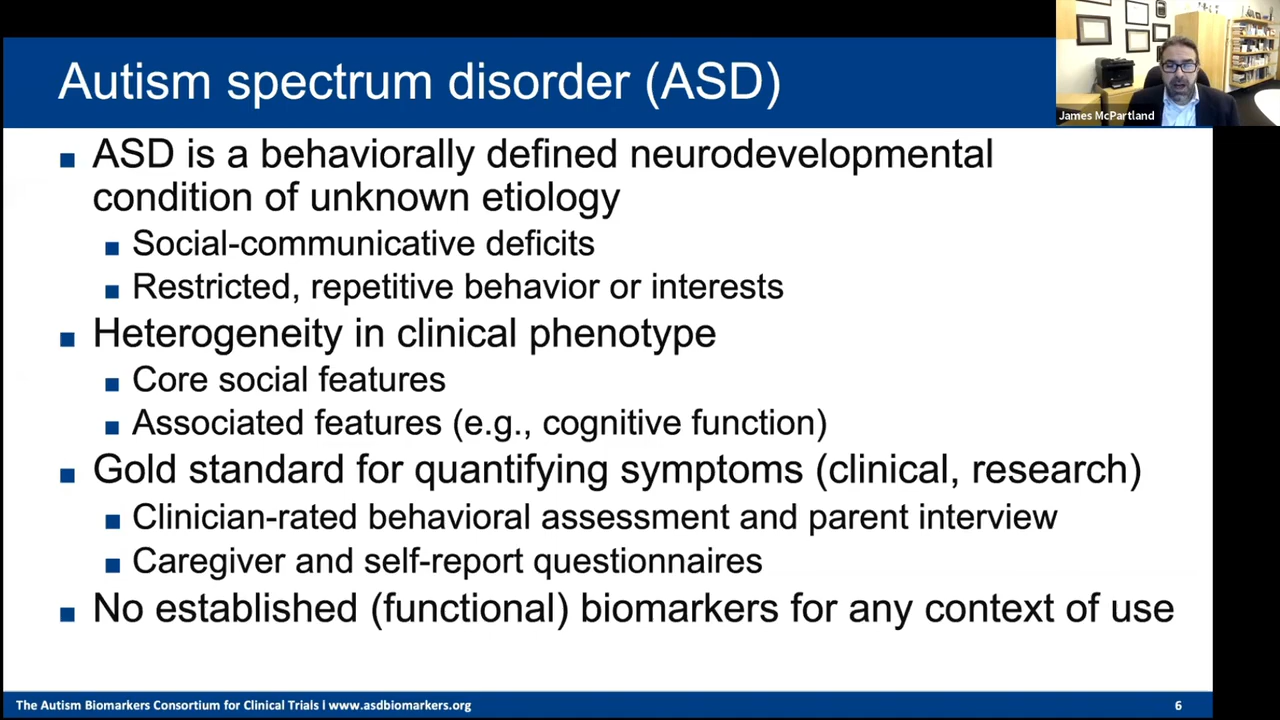 Autism spectrum disorder (ASD)
James McPartland
▪ ASD is a behaviorally defined neurodevelopmental
condition of unknown etiology
▪ Social-communicative deficits
▪ Restricted, repetitive behavior or interests
▪ Heterogeneity in clinical phenotype
▪ Core social features
▪ Associated features (e.g., cognitive function)
▪ Gold standard for quantifying symptoms (clinical, research)
▪ Clinician-rated behavioral assessment and parent interview
▪ Caregiver and self-report questionnaires
▪ No established (functional) biomarkers for any context of use
The Autism Biomarkers Consortium for Clinical Trials l www.asdbiomarkers.org
6